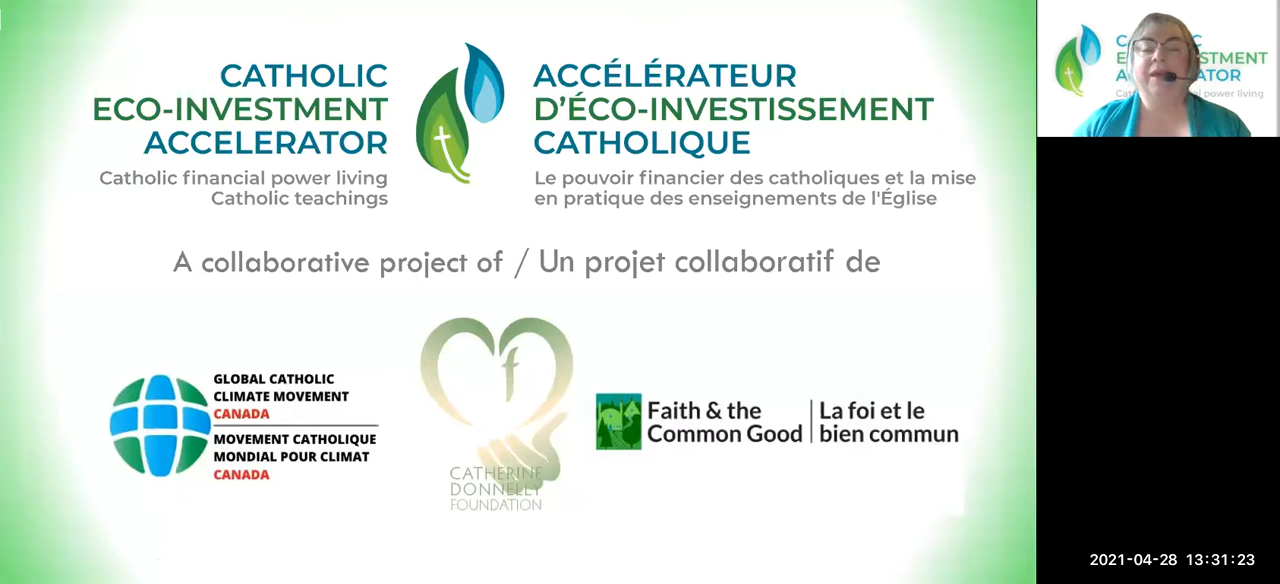 CATHOLIC
ECO-INVESTMENT
ACCELERATOR
Catholic financial power living
Catholic teachings
ACCÉLÉRATEUR
D'ÉCO-INVESTISSEMENT
CATHOLIQUE
Le pouvoir financier des catholiques et la mise
en pratique des enseignements de l'Église
A collaborative project of / Un projet collaboratif de
GLOBAL CATHOLIC
CLIMATE MOVEMENT
CANADA
MOVEMENT CATHOLIQUE
MONDIAL POUR CLIMAT
CANADA
CATHERINE
DONNELLY
FOUNDATION
Faith & the
Common Good
La foi et le
bien commun
power living
2021-04-28 13:31:23